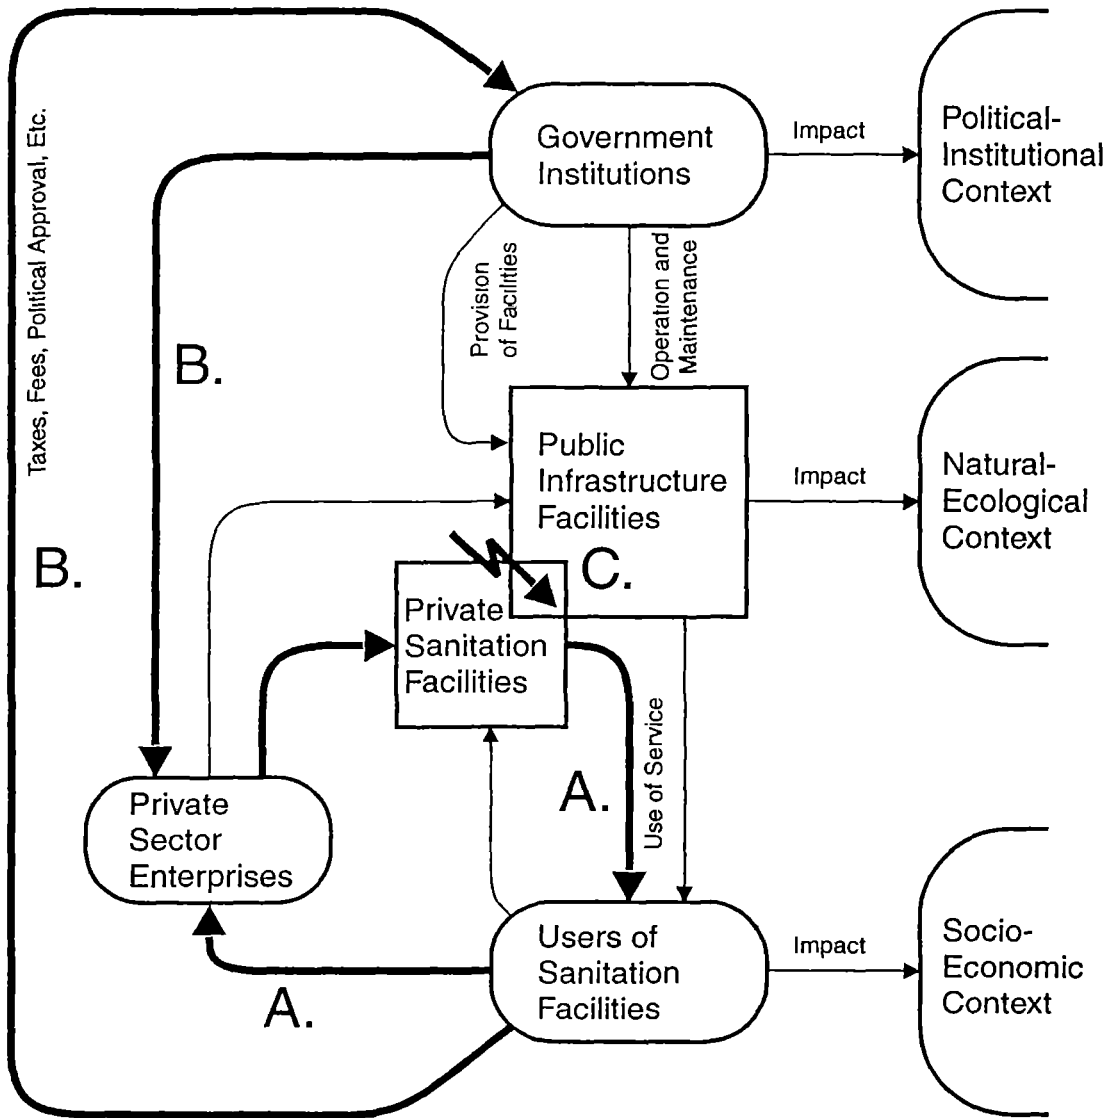 Government
Institutions
Impact
Political-
Institutional
Context
Taxes, Fees, Political Approval, Etc.
Provision
of Facilities
Operation and
Maintenance
B.
Public
Infrastructure
Facilities
Impact
Natural-
Ecological
Context
B.
C.
Private
Sanitation
Facilities
A.
Use of Service
Private
Sector
Enterprises
Users of
Sanitation
Facilities
Impact
Socio-
Economic
Context
A.